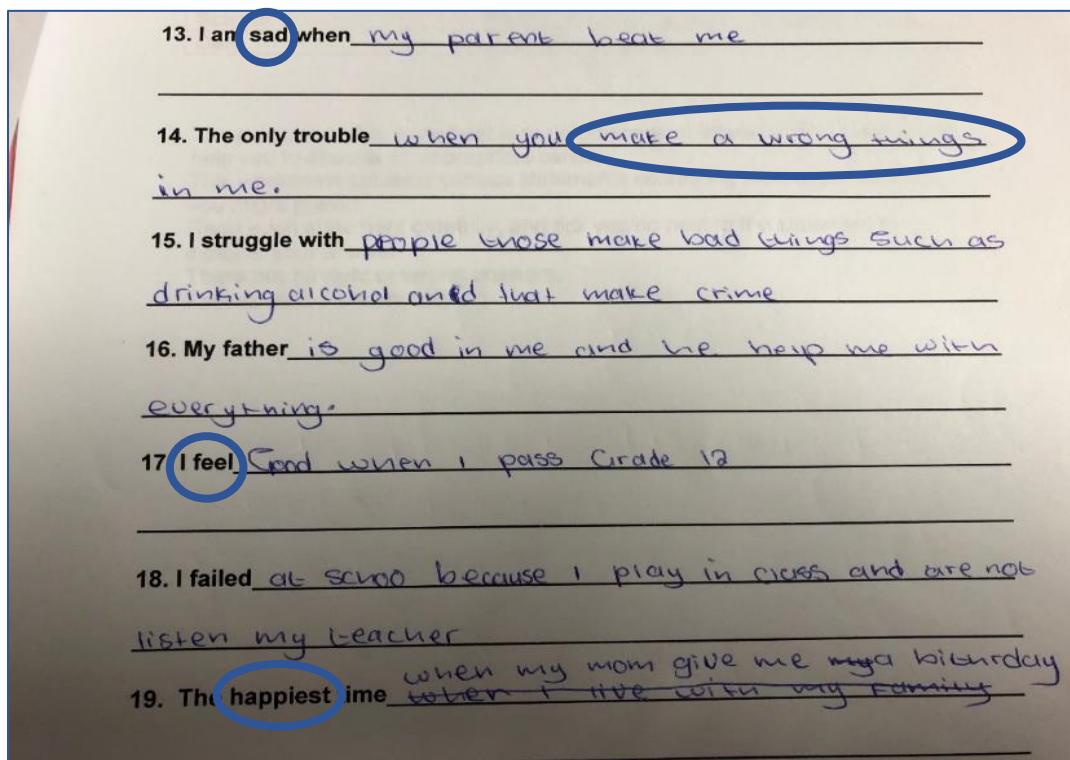 13. I am sad when my parent beat me
14. The only trouble when you make a wrong things
in me.
15. I struggle with people those make bad things such as
drinking alcohol and that make crime
16. My father is good in me and he help me with
everything.
17. I feel Good when I pass Grade 12
18. I failed at schoo because I play in class and are not
listen my teacher
when my mom give me a biturday
19. The happiest ime when I live with my family